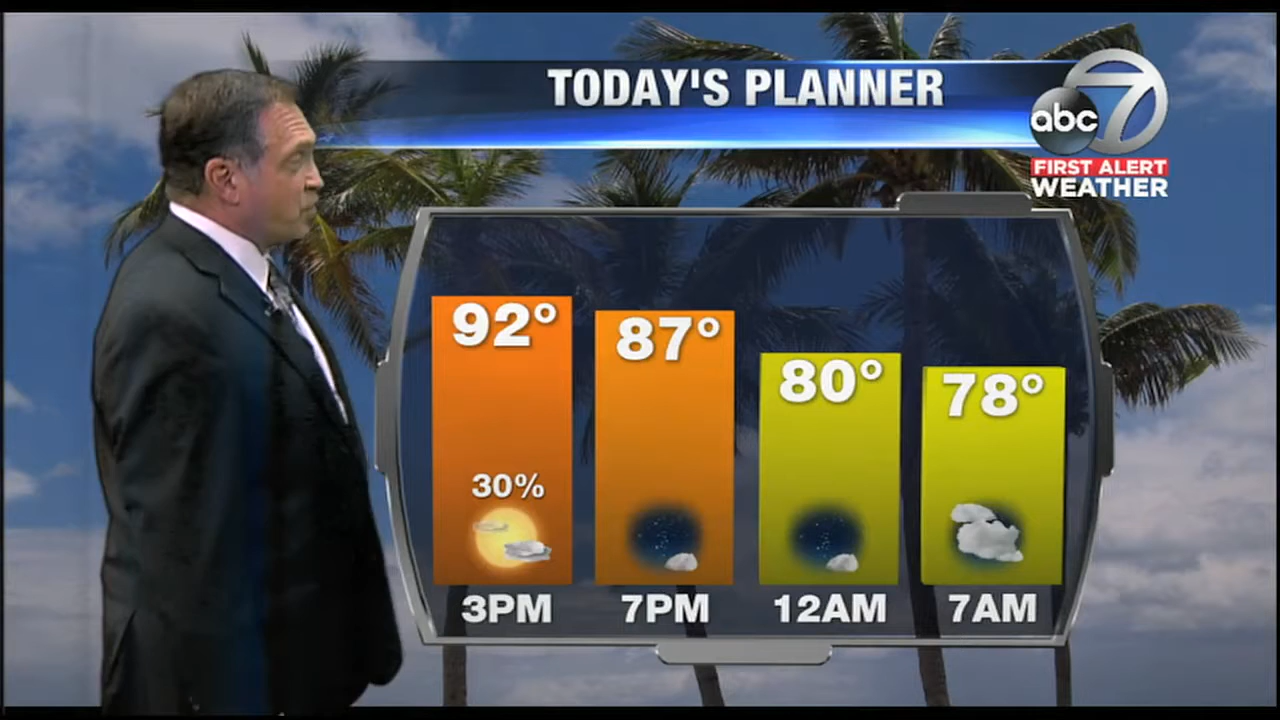 TODAY'S PLANNER
abc 7
FIRST ALERT
WEATHER
92° 87° 80° 78°
30%
3PM 7PM 12AM 7AM